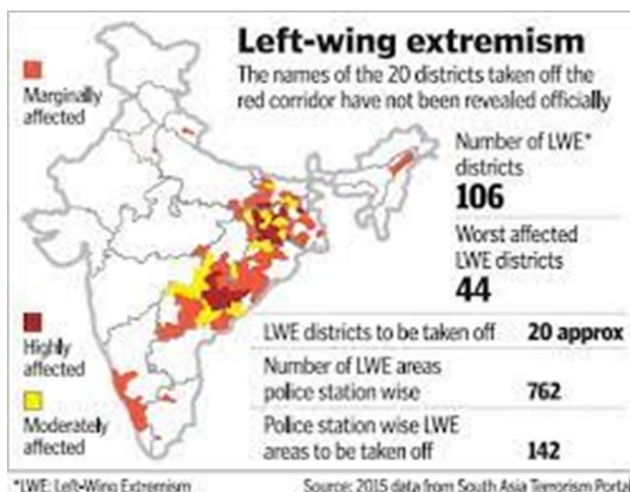 Left-wing extremism
The names of the 20 districts taken off the
red corridor have not been revealed officially
Marginally
affected
Number of LWE*
districts
106
Worst affected
LWE districts
44
Highly
affected
Moderately
affected
LWE districts to be taken off 20 approx
Number of LWE areas
police station wise 762
Police station wise LWE
areas to be taken off 142
*LWE: Left-Wing Extremism Source: 2015 data from South Asia Terrorism Portal